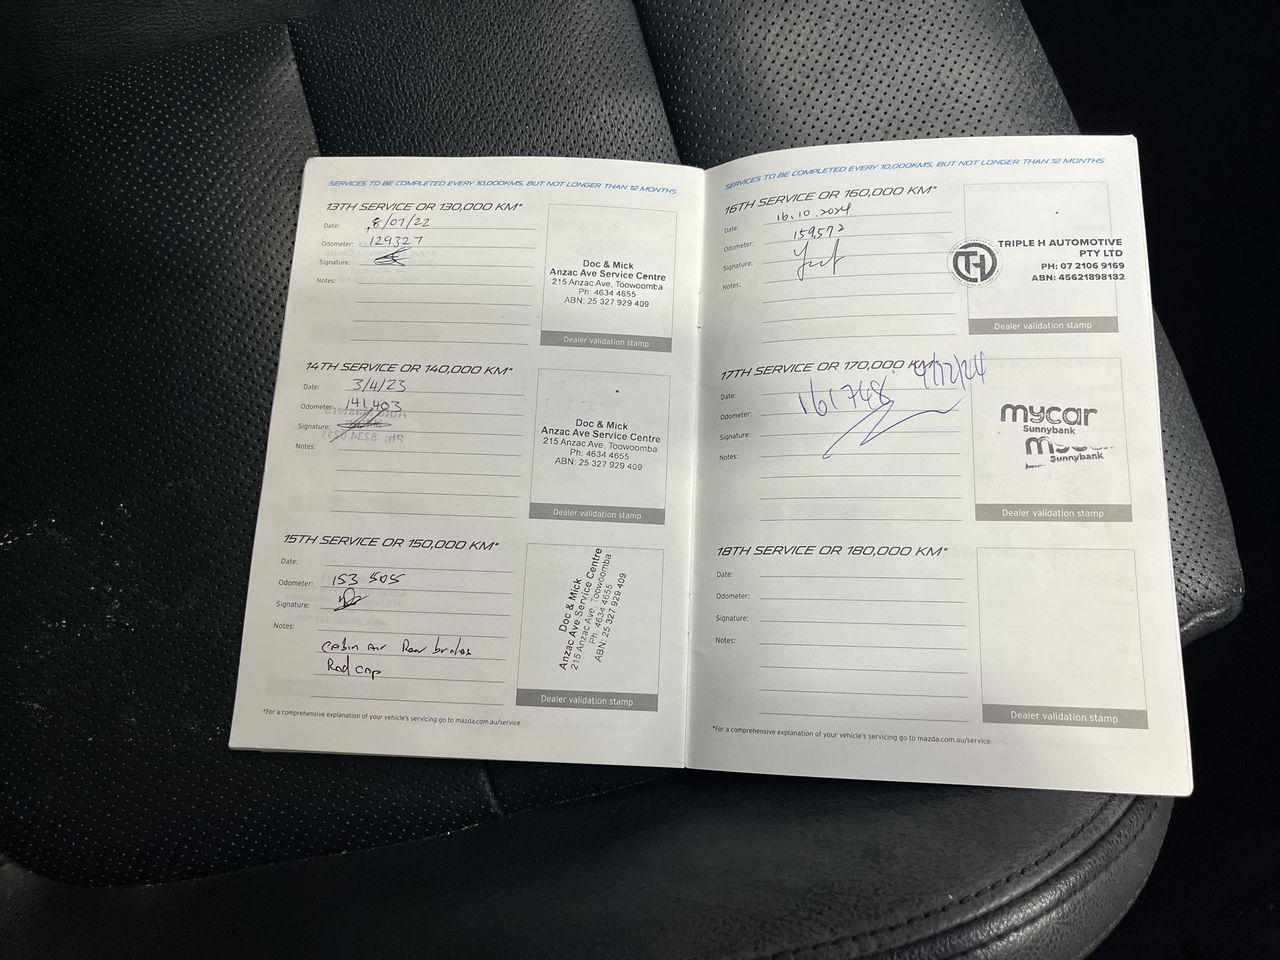 SERVICES TO BE COMPLETED EVERY 10,000KMS, BUT NOT LONGER THAN 12 MONTHS
13TH SERVICE OR 130,000 KM*
Date: 8/07/22
Odometer: 129327
Signature:
Notes:
Doc & Mick
Anzac Ave Service Centre
215 Anzac Ave, Toowoomba
Ph: 4634 4655
ABN: 25 327 929 409
Dealer validation stamp
14TH SERVICE OR 140,000 KM*
Date: 3/4/23
Odometer: 141403
Signature:
Notes:
Doc & Mick
Anzac Ave Service Centre
215 Anzac Ave, Toowoomba
Ph: 4634 4655
ABN: 25 327 929 409
Dealer validation stamp
15TH SERVICE OR 150,000 KM*
Date:
Odometer: 153 505
Signature:
Notes:
cabin air Rear brakes
Rad cap
Doc & Mick
Anzac Ave Service Centre
215 Anzac Ave, Toowoomba
Ph: 4634 4655
ABN: 25 327 929 409
Dealer validation stamp
*For a comprehensive explanation of your vehicle's servicing go to mazda.com.au/service
SERVICES TO BE COMPLETED EVERY 10,000KMS, BUT NOT LONGER THAN 12 MONTHS
16TH SERVICE OR 160,000 KM*
Date: 16.10.2024
Odometer: 159,572
Signature:
Notes:
TH
TRIPLE H AUTOMOTIVE
PTY LTD
PH: 07 2106 9169
ABN: 45621898182
Dealer validation stamp
17TH SERVICE OR 170,000 KM*
9/12/24
Date:
161748
Odometer:
Signature:
Notes:
mycar
Sunnybank
Sunnybank
Dealer validation stamp
18TH SERVICE OR 180,000 KM*
Date:
Odometer:
Signature:
Notes:
Dealer validation stamp
*For a comprehensive explanation of your vehicle's servicing go to mazda.com.au/service